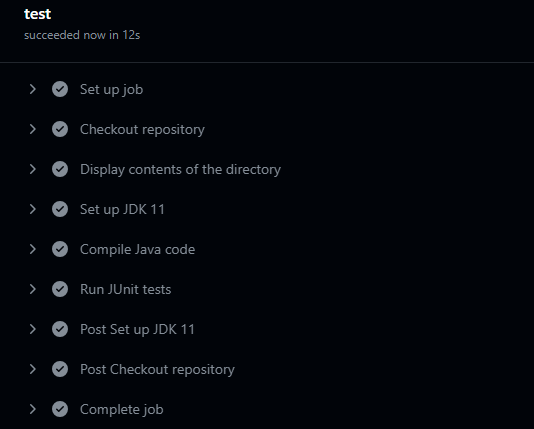 test
succeeded now in 12s
Set up job
Checkout repository
Display contents of the directory
Set up JDK 11
Compile Java code
Run JUnit tests
Post Set up JDK 11
Post Checkout repository
Complete job